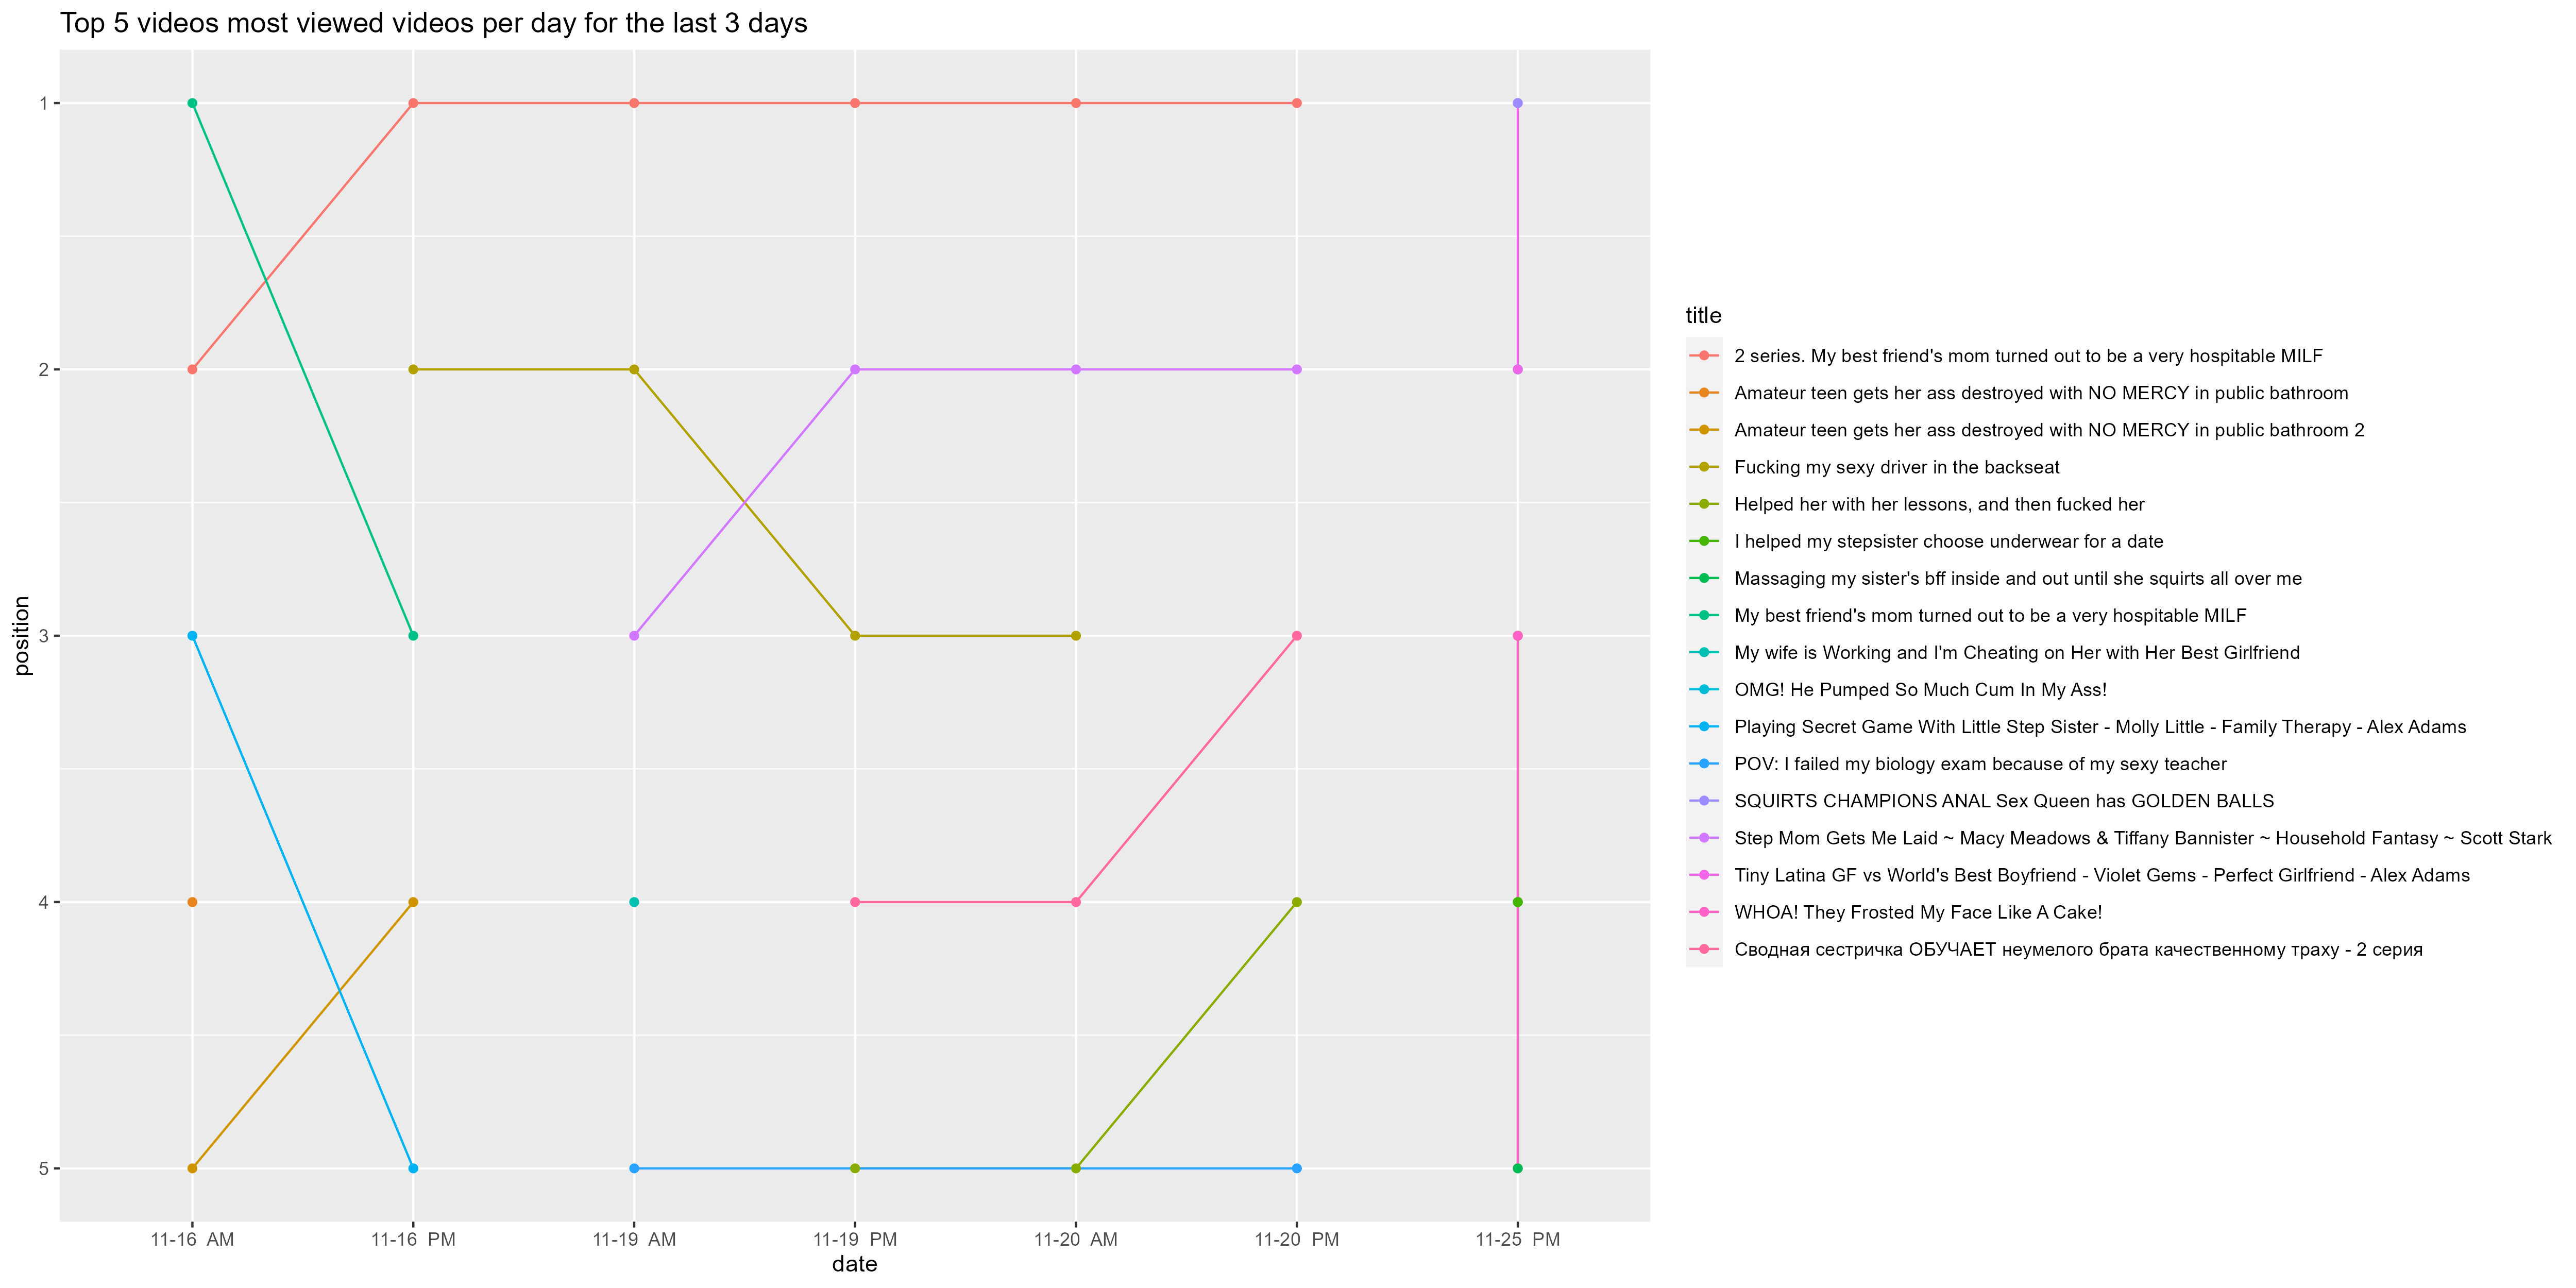 Top 5 videos most viewed videos per day for the last 3 days
position
1
2
3
4
5
11-16 AM
11-16 PM
11-19 AM
11-19 PM
11-20 AM
11-20 PM
11-25 PM
date
title
2 series. My best friend's mom turned out to be a very hospitable MILF
Amateur teen gets her ass destroyed with NO MERCY in public bathroom
Amateur teen gets her ass destroyed with NO MERCY in public bathroom 2
Fucking my sexy driver in the backseat
Helped her with her lessons, and then fucked her
I helped my stepsister choose underwear for a date
Massaging my sister's bff inside and out until she squirts all over me
My best friend's mom turned out to be a very hospitable MILF
My wife is Working and I'm Cheating on Her with Her Best Girlfriend
OMG! He Pumped So Much Cum In My Ass!
Playing Secret Game With Little Step Sister - Molly Little - Family Therapy - Alex Adams
POV: I failed my biology exam because of my sexy teacher
SQUIRTS CHAMPIONS ANAL Sex Queen has GOLDEN BALLS
Step Mom Gets Me Laid ~ Macy Meadows & Tiffany Bannister ~ Household Fantasy ~ Scott Stark
Tiny Latina GF vs World's Best Boyfriend - Violet Gems - Perfect Girlfriend - Alex Adams
WHOA! They Frosted My Face Like A Cake!
Сводная сестричка ОБУЧАЕТ неумелого брата качественному траху - 2 серия